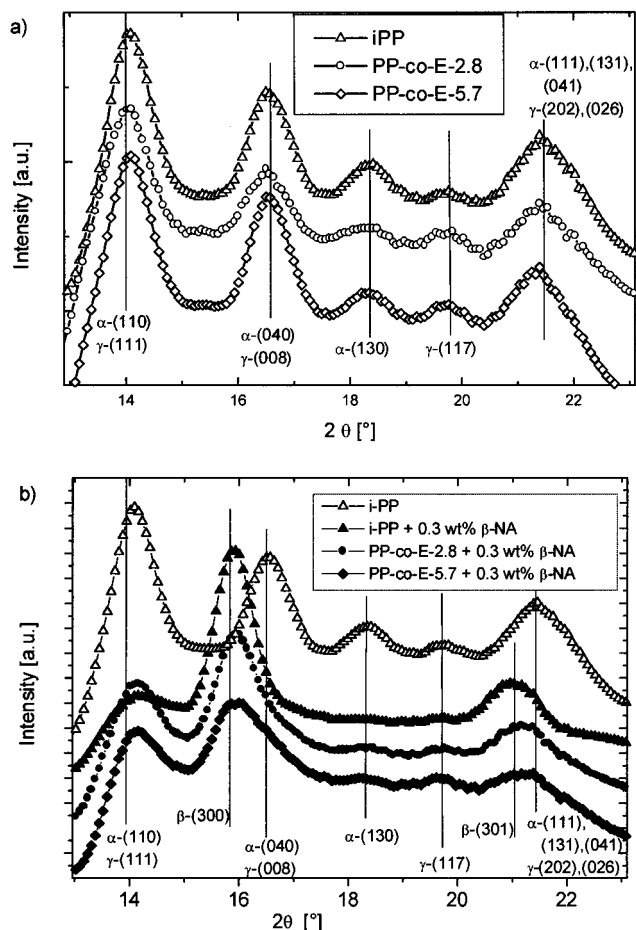 a)
iPP
PP-co-E-2.8
PP-co-E-5.7
α-(111),(131),
(041)
γ-(202),(026)
Intensity [a.u.]
α-(110)
γ-(111)
α-(040)
γ-(008)
α-(130)
γ-(117)
14 16 18 20 22
2 θ [°]
b)
i-PP
i-PP + 0.3 wt% β-NA
PP-co-E-2.8 + 0.3 wt% β-NA
PP-co-E-5.7 + 0.3 wt% β-NA
Intensity [a.u.]
α-(110)
γ-(111)
β-(300)
α-(040)
γ-(008)
α-(130)
γ-(117)
β-(301)
α-(111),
(131),(041)
γ-(202),(026)
14 16 18 20 22
2θ [°]